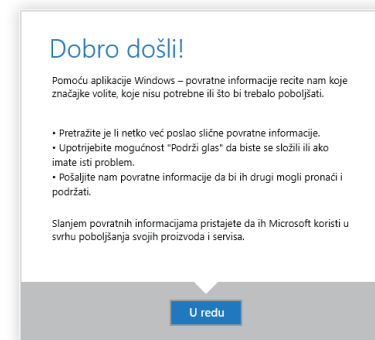 Dobro došli!
Pomoću aplikacije Windows – povratne informacije recite nam koje
značajke volite, koje nisu potrebne ili što bi trebalo poboljšati.
• Pretražite je li netko već poslao slične povratne informacije.
• Upotrijebite mogućnost "Podrži glas" da biste se složili ili ako
imate isti problem.
• Pošaljite nam povratne informacije da bi ih drugi mogli pronaći i
podržati.
Slanjem povratnih informacijama pristajete da ih Microsoft koristi u
svrhu poboljšanja svojih proizvoda i servisa.
U redu